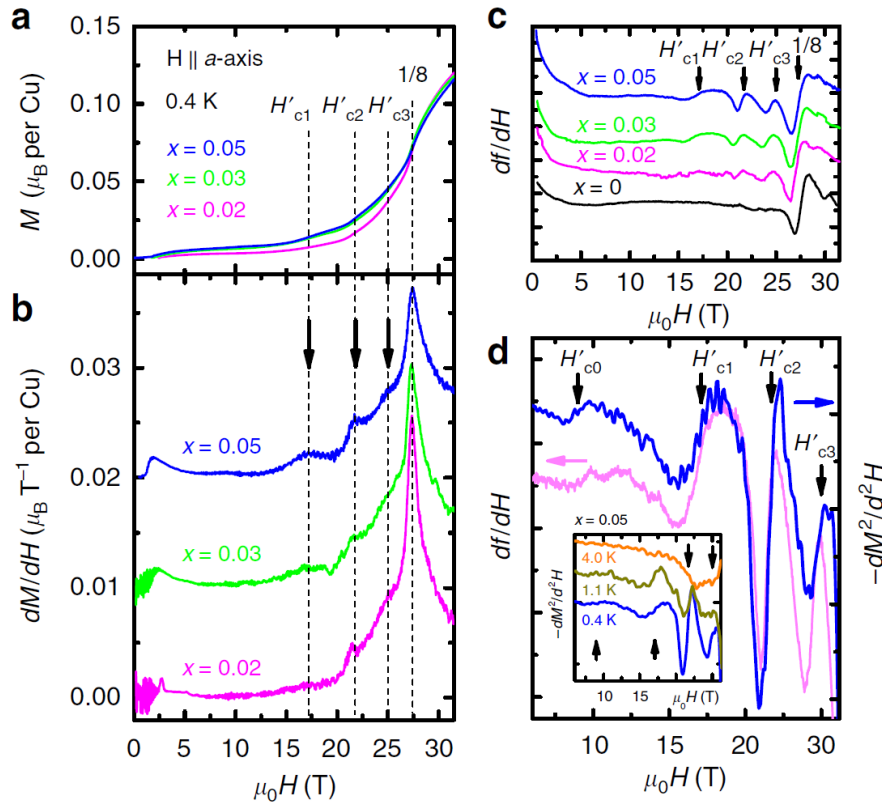 a
0.15
0.10
0.05
0.00
M (μB per Cu)
H || a-axis
0.4 K
x = 0.05
x = 0.03
x = 0.02
H′c1
H′c2
H′c3
1/8
b
0.03
0.02
0.01
0.00
dM/dH (μB T⁻¹ per Cu)
x = 0.05
x = 0.03
x = 0.02
0 5 10 15 20 25 30
μ0H (T)
c
df/dH
H′c1 H′c2 H′c3 1/8
x = 0.05
x = 0.03
x = 0.02
x = 0
0 5 10 15 20 25 30
μ0H (T)
d
df/dH
H′c0
H′c1
H′c2
H′c3
−dM²/d²H
x = 0.05
4.0 K
1.1 K
0.4 K
−dM²/d²H
10 15 μ0H (T)
10 15 20 25 30
μ0H (T)